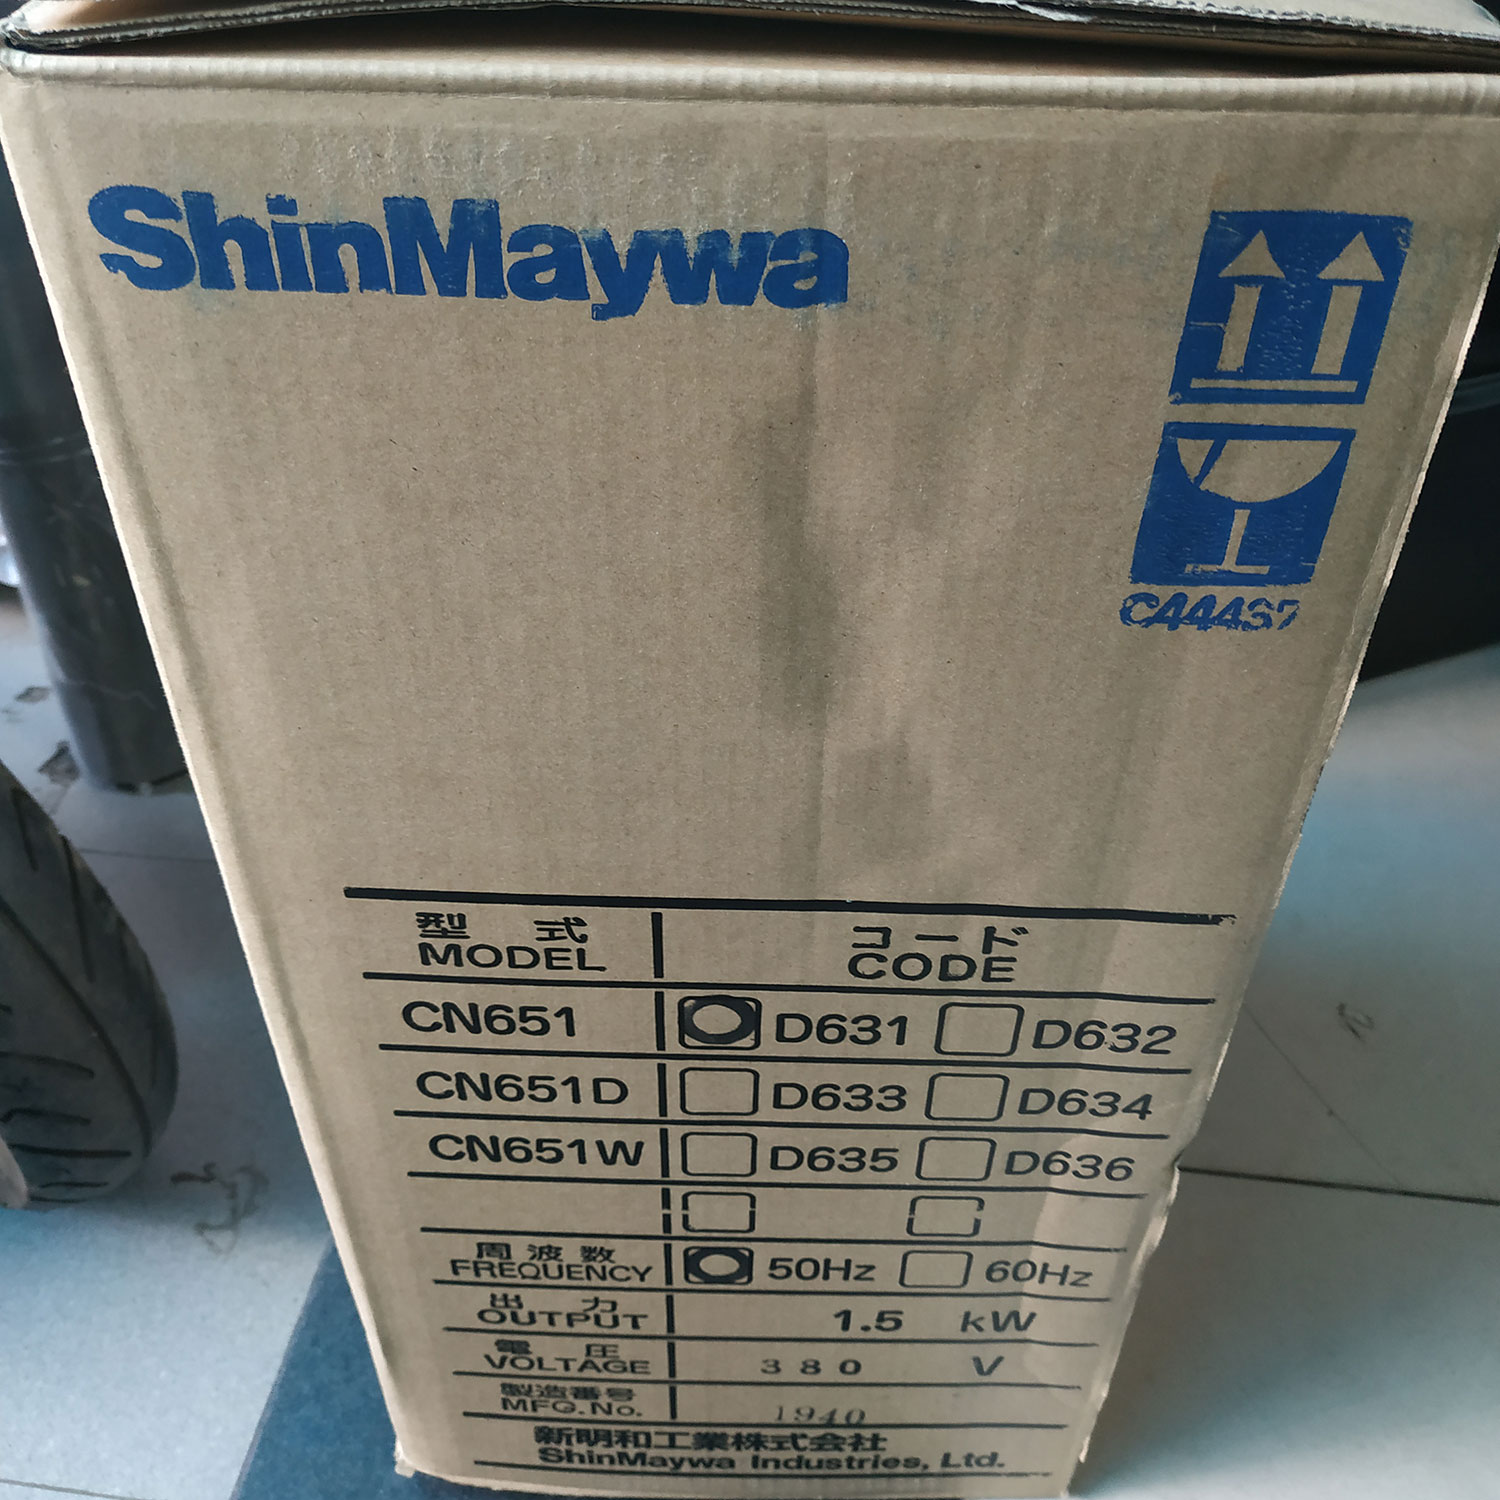 ShinMaywa
C44437
型式 コード
MODEL CODE
CN651 D631 D632
CN651D D633 D634
CN651W D635 D636
周波数
FREQUENCY 50Hz 60Hz
出力
OUTPUT 1.5 kW
電圧
VOLTAGE 380 V
製造番号
MFG.No. 1940
新明和工業株式会社
ShinMaywa Industries, Ltd.